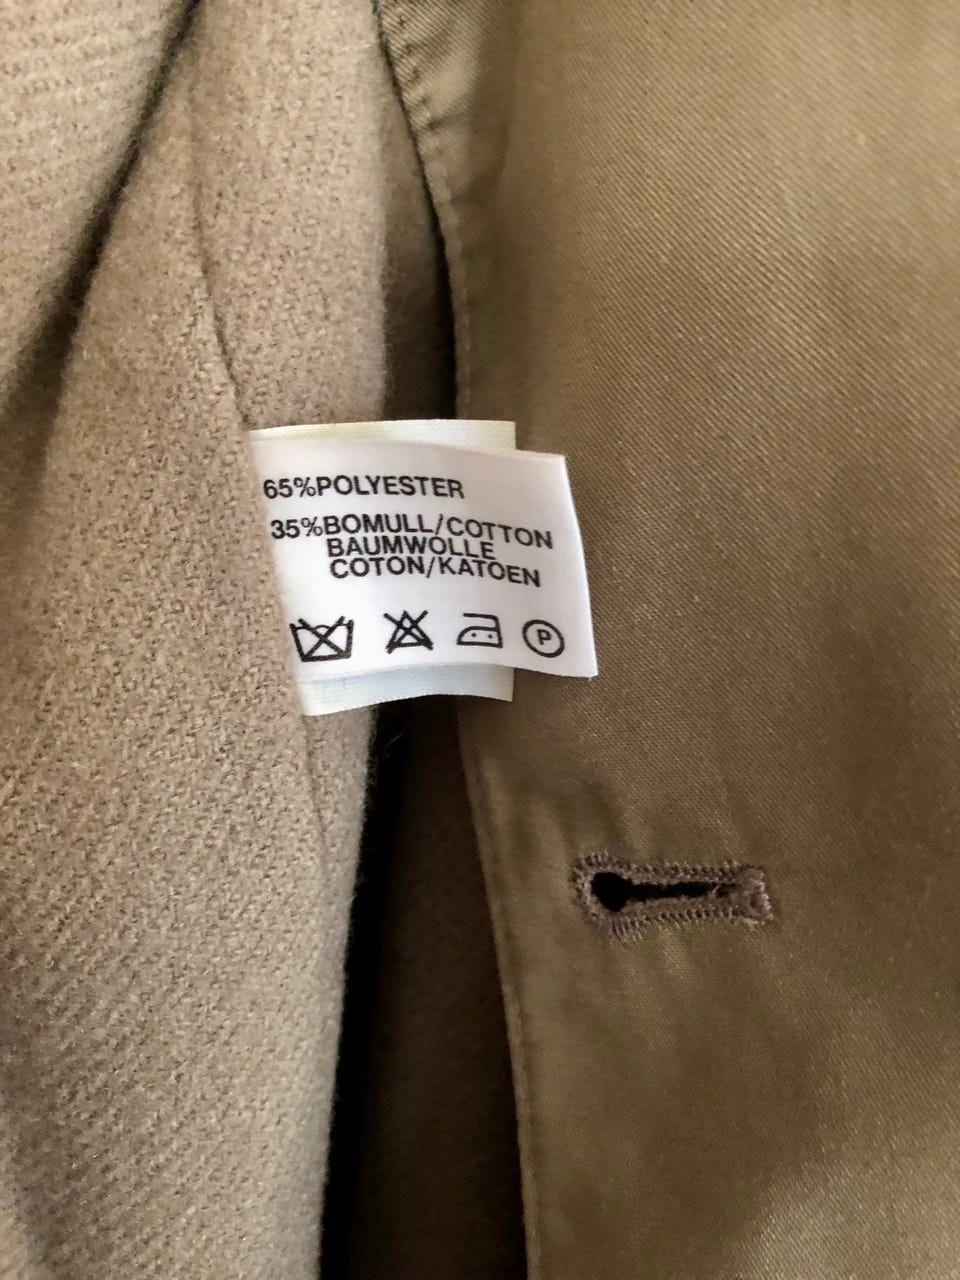 65%POLYESTER
35%BOMULL/COTTON
BAUMWOLLE
COTON/KATOEN
P